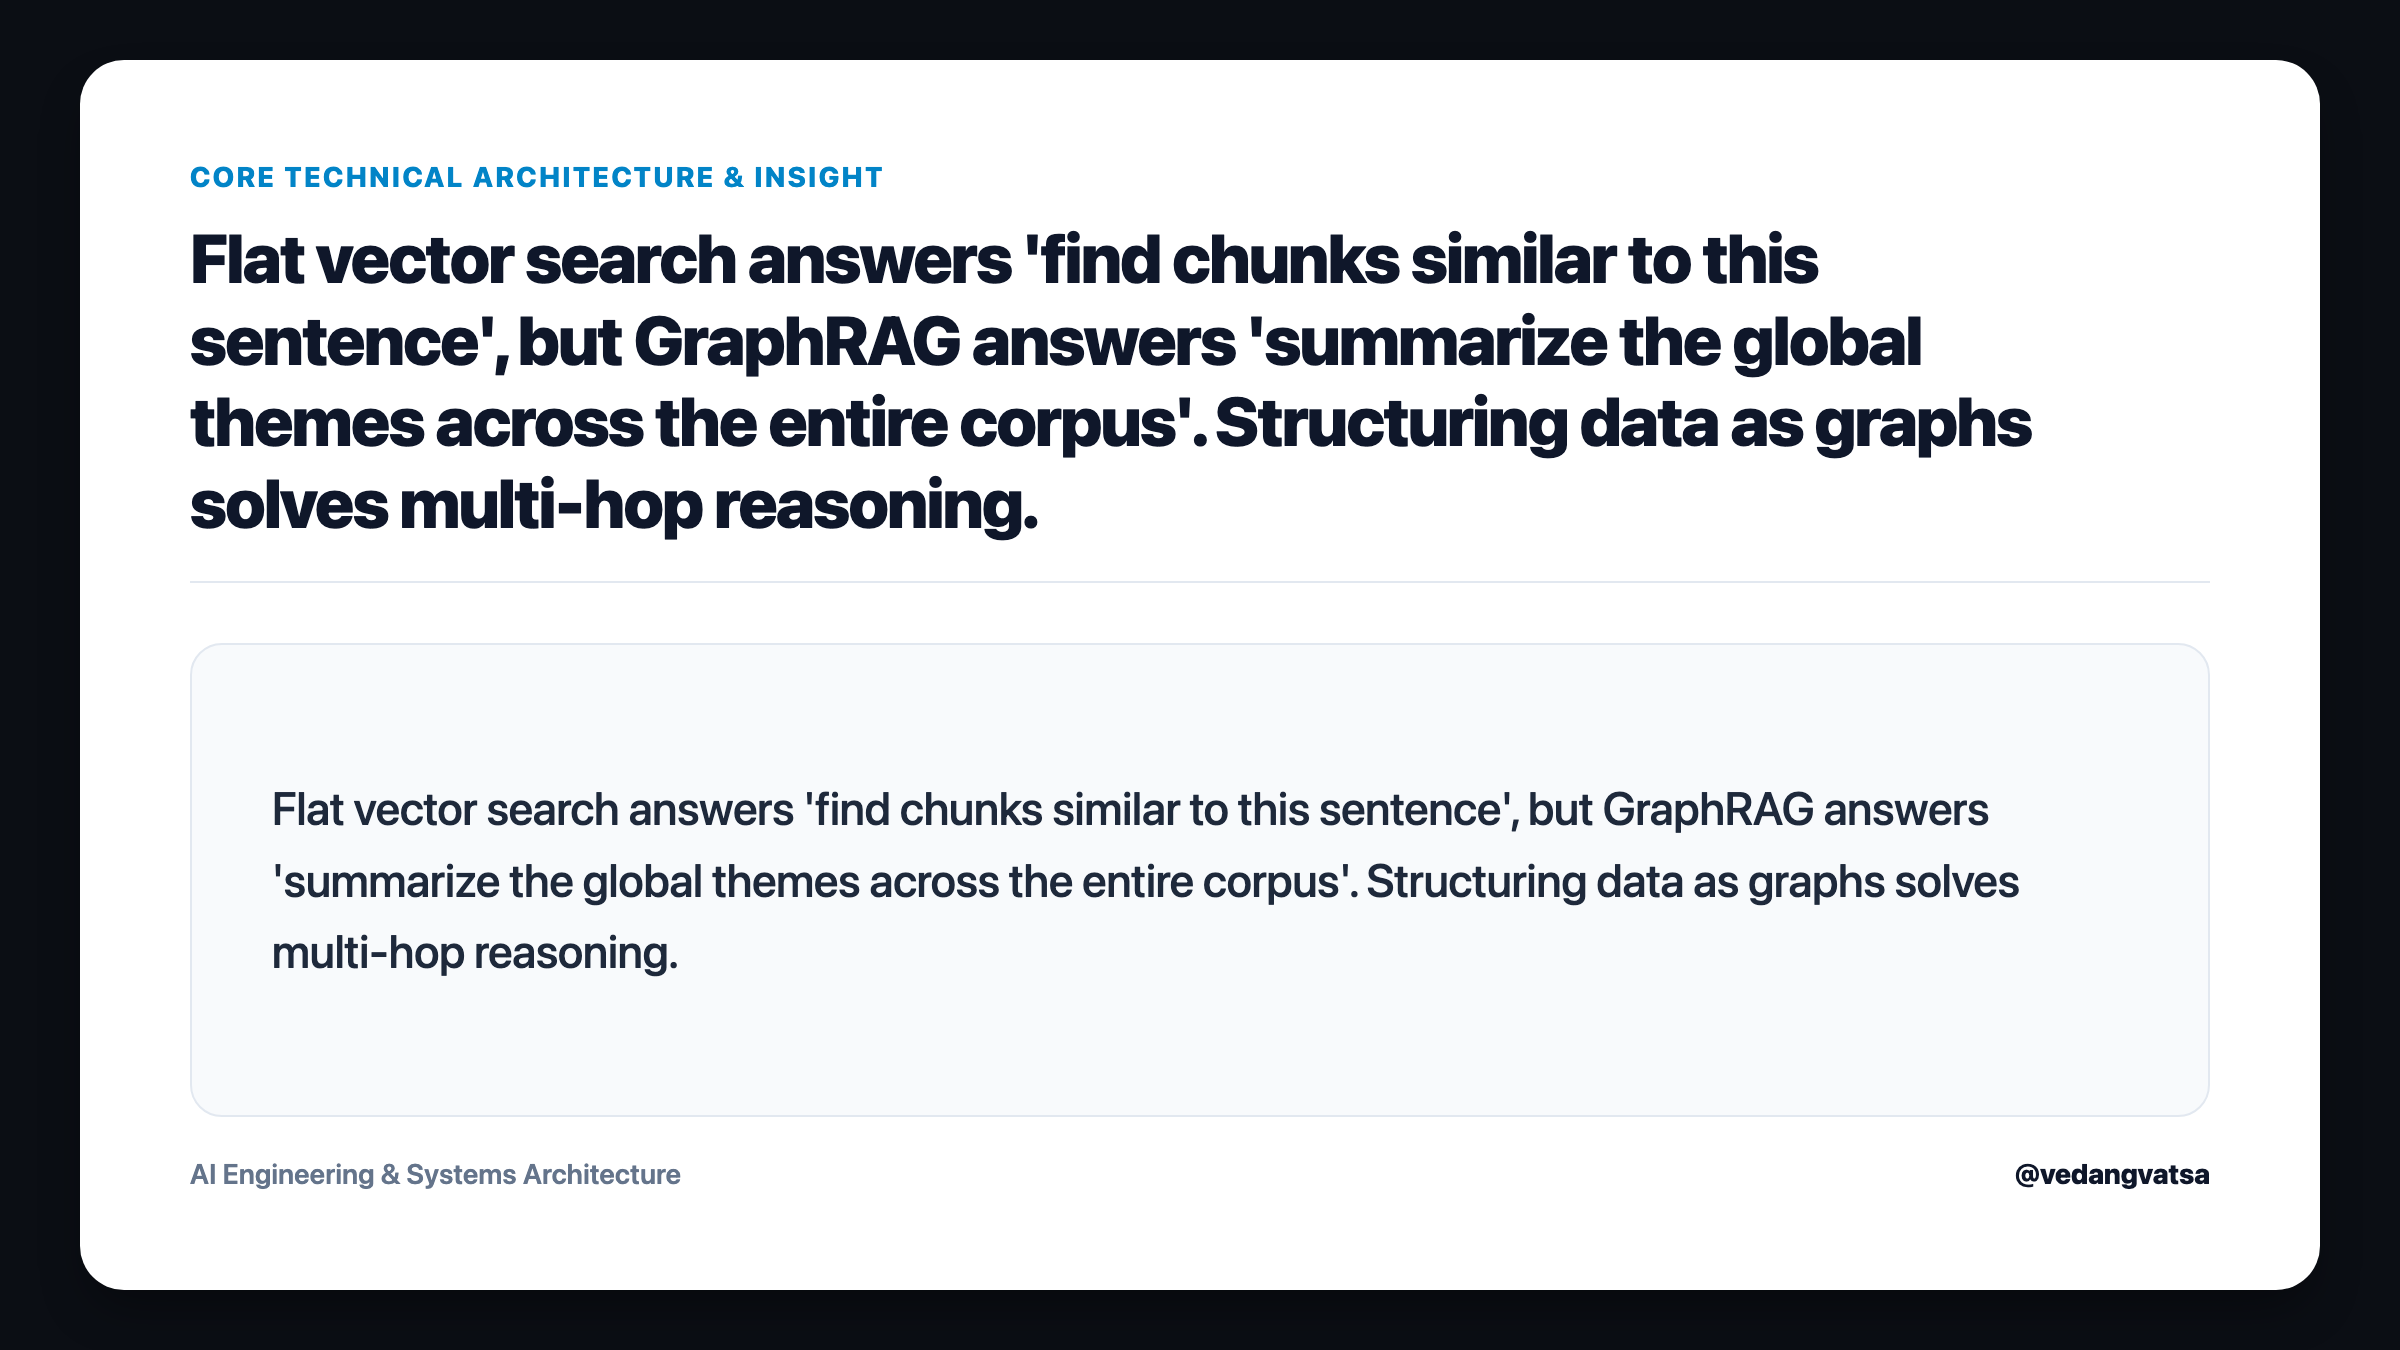 CORE TECHNICAL ARCHITECTURE & INSIGHT
Flat vector search answers 'find chunks similar to this
sentence', but GraphRAG answers 'summarize the global
themes across the entire corpus'. Structuring data as graphs
solves multi-hop reasoning.
Flat vector search answers 'find chunks similar to this sentence', but GraphRAG answers
'summarize the global themes across the entire corpus'. Structuring data as graphs solves
multi-hop reasoning.
AI Engineering & Systems Architecture
@vedangvatsa